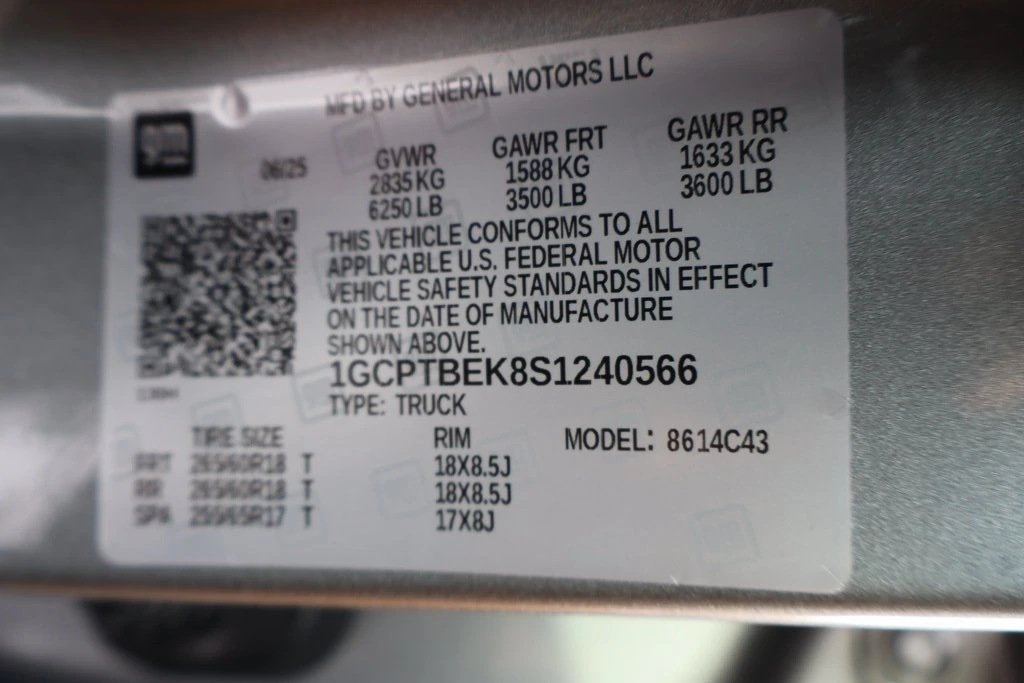 MFD BY GENERAL MOTORS LLC
gm
06/25
GVWR GAWR FRT GAWR RR
2835 KG 1588 KG 1633 KG
6250 LB 3500 LB 3600 LB
THIS VEHICLE CONFORMS TO ALL
APPLICABLE U.S. FEDERAL MOTOR
VEHICLE SAFETY STANDARDS IN EFFECT
ON THE DATE OF MANUFACTURE
SHOWN ABOVE.
1GCPTBEK8S1240566
TYPE: TRUCK
TIRE SIZE RIM MODEL: 8614C43
FRT 265/60R18 T 18X8.5J
RR 265/60R18 T 18X8.5J
SPA 255/65R17 T 17X8J